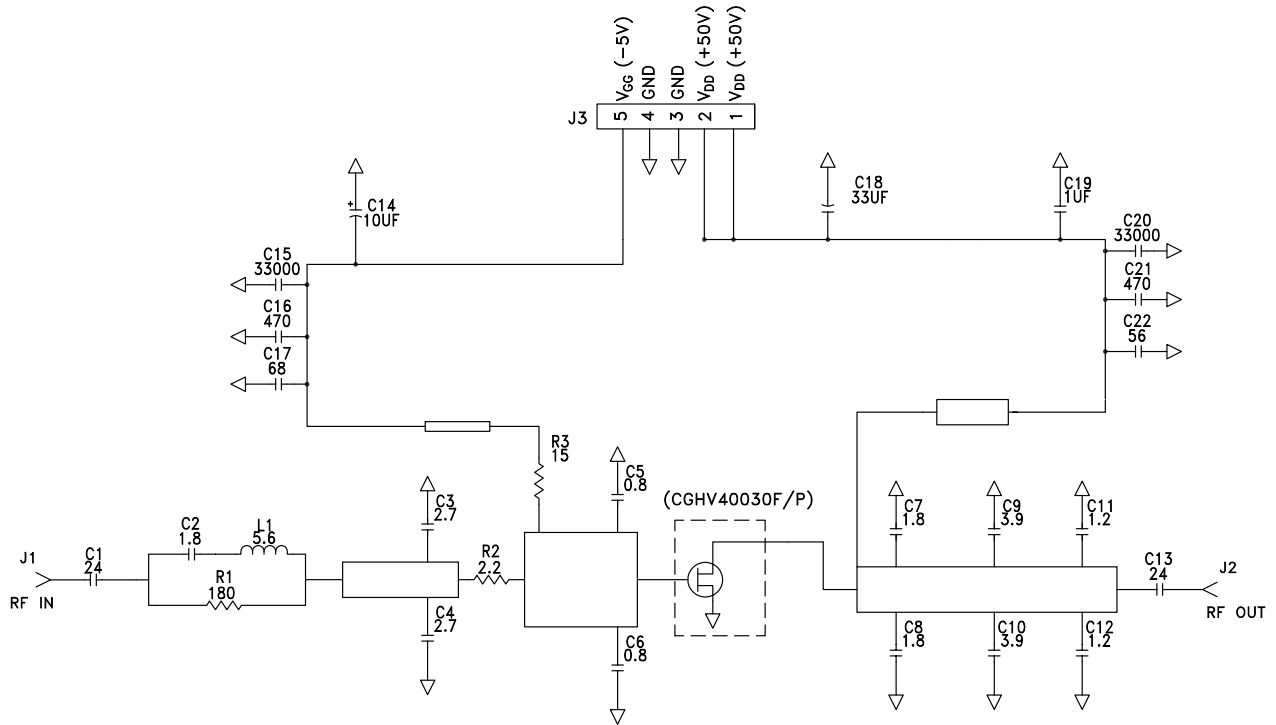 VGG (-5V)
GND
GND
VDD (+50V)
VDD (+50V)
J3
5
4
3
2
1
+
C14
10UF
C18
33UF
C19
1UF
C15
33000
C20
33000
C16
470
C21
470
C17
68
C22
56
R3
15
C5
0.8
(CGHV40030F/P)
C3
2.7
C7
1.8
C9
3.9
C11
1.2
J1
RF IN
C1
24
C2
1.8
L1
5.6
R1
180
R2
2.2
C13
24
J2
RF OUT
C4
2.7
C6
0.8
C8
1.8
C10
3.9
C12
1.2